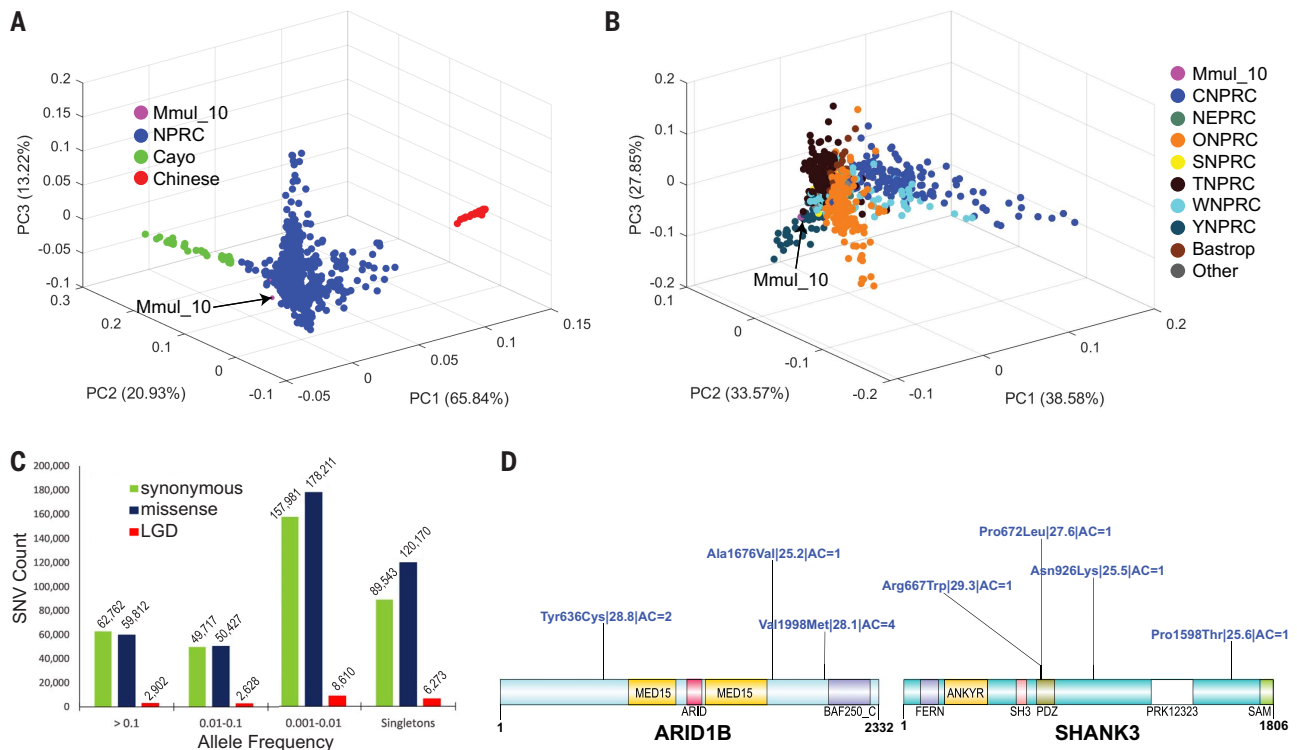 A
PC3 (13.22%)
0.2
0.15
0.1
0.05
0
-0.05
-0.1
0.3
0.2
0.1
0
-0.1
PC2 (20.93%)
-0.05
0
0.05
0.1
0.15
PC1 (65.84%)
Mmul_10
NPRC
Cayo
Chinese
Mmul_10
B
PC3 (27.85%)
0.2
0.1
0
-0.1
-0.2
0.1
0
-0.1
-0.2
PC2 (33.57%)
-0.1
0
0.1
0.2
PC1 (38.58%)
Mmul_10
Mmul_10
CNPRC
NEPRC
ONPRC
SNPRC
TNPRC
WNPRC
YNPRC
Bastrop
Other
C
SNV Count
200,000
180,000
160,000
140,000
120,000
100,000
80,000
60,000
40,000
20,000
0
synonymous
missense
LGD
62,762
59,812
2,902
49,717
50,427
2,628
157,981
178,211
8,610
89,543
120,170
6,273
> 0.1
0.01-0.1
0.001-0.01
Singletons
Allele Frequency
D
Tyr636Cys|28.8|AC=2
Ala1676Val|25.2|AC=1
Val1998Met|28.1|AC=4
MED15
ARID
MED15
BAF250_C
1
2332
ARID1B
Pro672Leu|27.6|AC=1
Arg667Trp|29.3|AC=1
Asn926Lys|25.5|AC=1
Pro1598Thr|25.6|AC=1
FERN
ANKYR
SH3
PDZ
PRK12323
SAM
1
1806
SHANK3